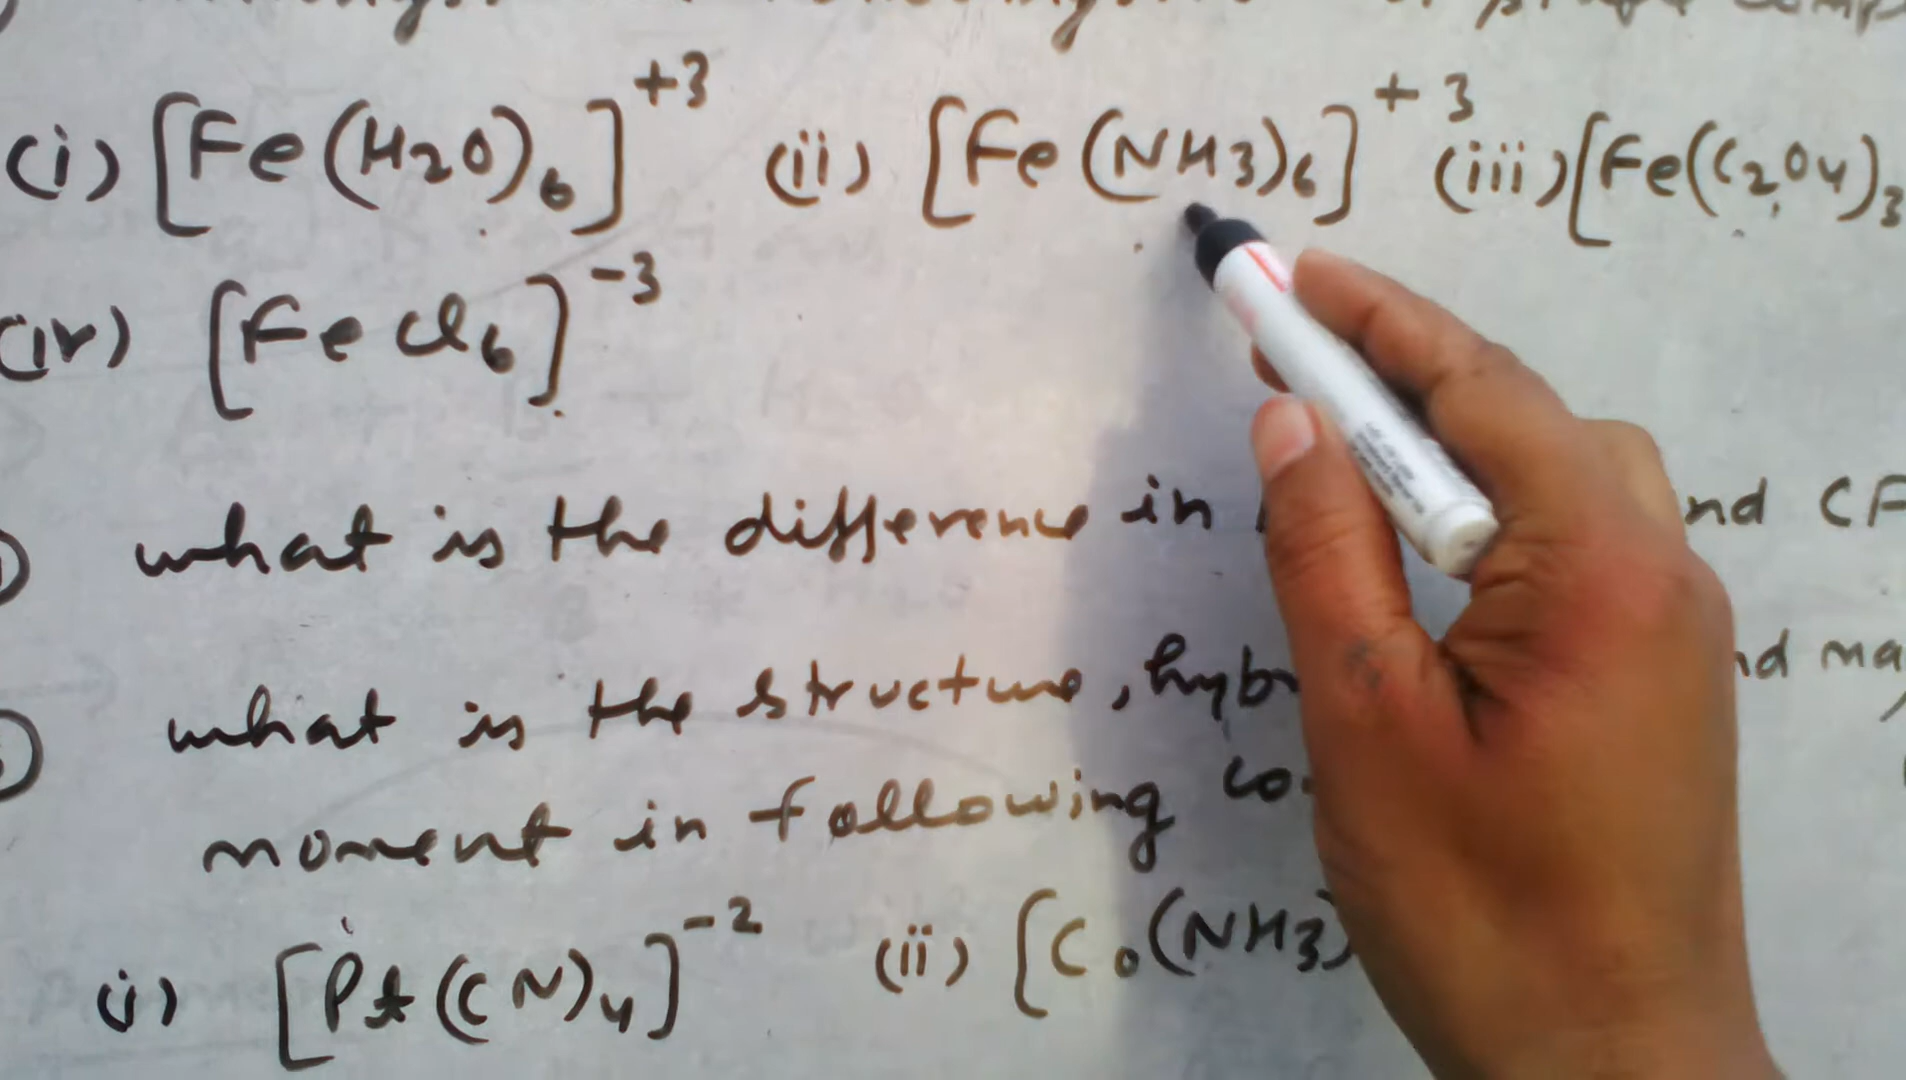 (i) [Fe(H2O)6]+3 (ii) [Fe(NH3)6]+3 (iii) [Fe(C2O4)3
(iv) [FeCl6]-3
what is the difference in and CF
what is the structure, hyb nd ma
moment in following co
(i) [Pt(CN)4]-2 (ii) [Co(NH3)